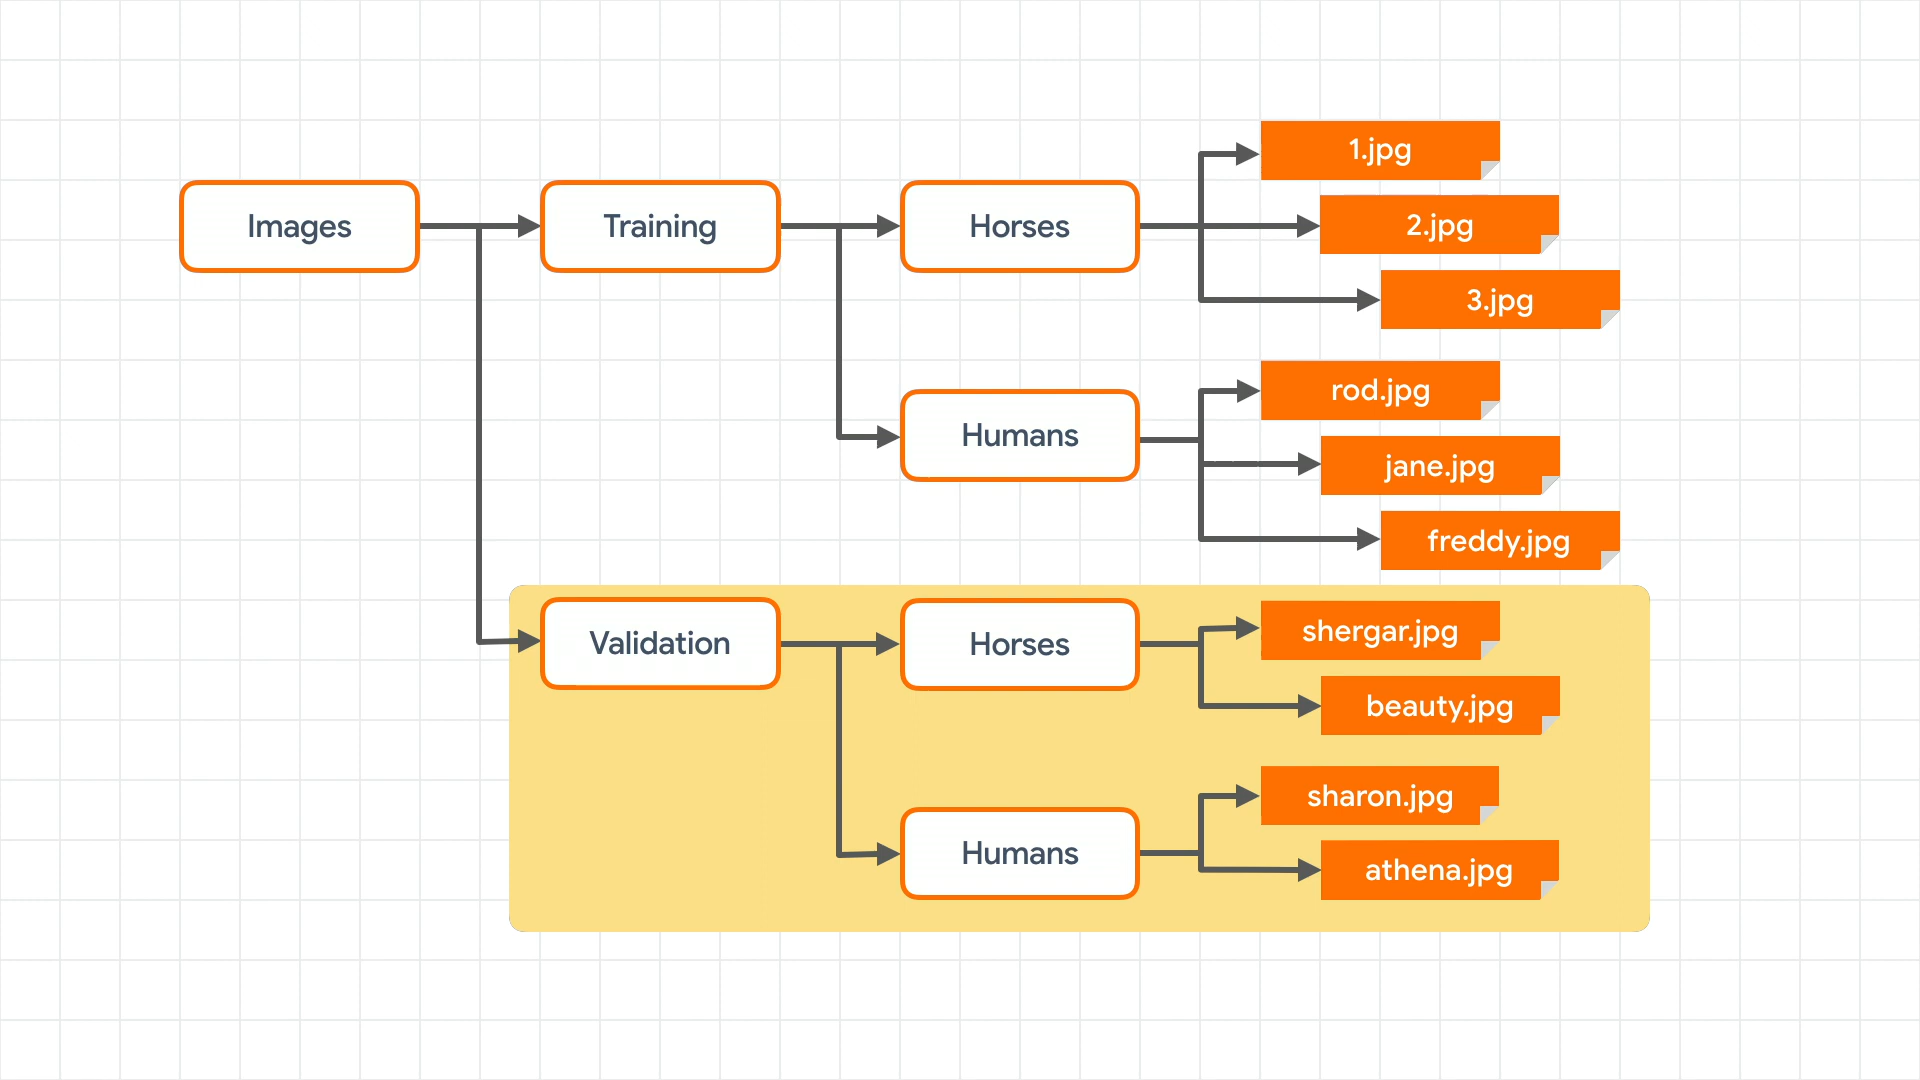 Images
Training
Horses
1.jpg
2.jpg
3.jpg
Humans
rod.jpg
jane.jpg
freddy.jpg
Validation
Horses
shergar.jpg
beauty.jpg
Humans
sharon.jpg
athena.jpg